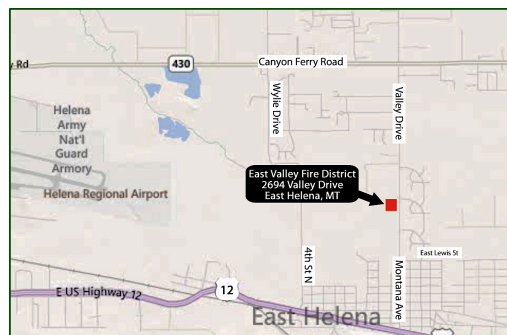 430
Canyon Ferry Road
y Rd
Wylie Drive
Valley Drive
Helena
Army
Nat'l
Guard
Armory
Helena Regional Airport
East Valley Fire District
2694 Valley Drive
East Helena, MT
East Lewis St
4th St N
Montana Ave
E US Highway 12
12
East Helena